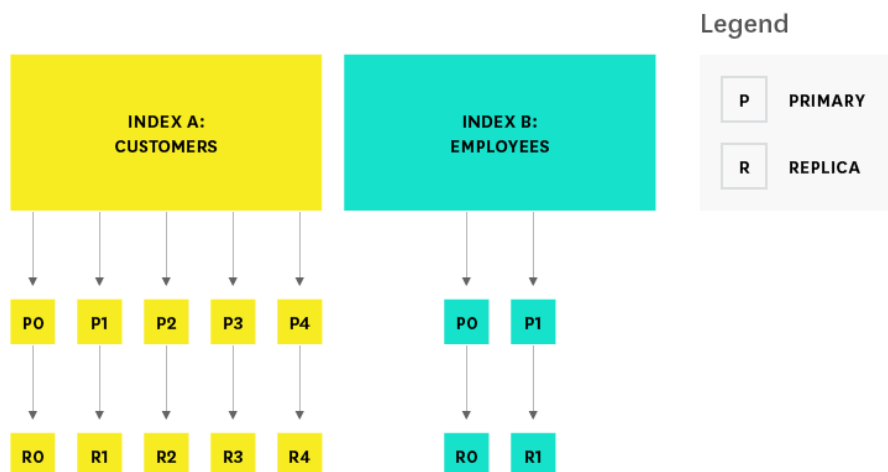 Legend
INDEX A:
CUSTOMERS
INDEX B:
EMPLOYEES
P PRIMARY
R REPLICA
P0 P1 P2 P3 P4 P0 P1
R0 R1 R2 R3 R4 R0 R1